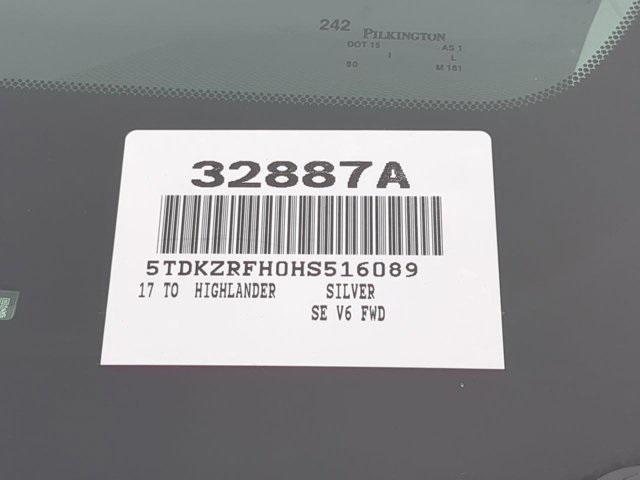 242 PILKINGTON
DOT 15 AS 1
I L
80 M 161
32887A
5TDKZRFH0HS516089
17 TO HIGHLANDER SILVER
SE V6 FWD